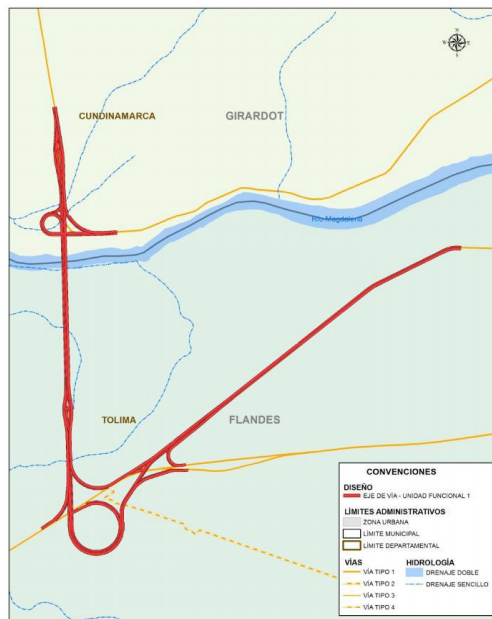 N
W
E
S
CUNDINAMARCA
GIRARDOT
Río Magdalena
TOLIMA
FLANDES
CONVENCIONES
DISEÑO
EJE DE VÍA - UNIDAD FUNCIONAL 1
LÍMITES ADMINISTRATIVOS
ZONA URBANA
LÍMITE MUNICIPAL
LÍMITE DEPARTAMENTAL
VÍAS
VÍA TIPO 1
VÍA TIPO 2
VÍA TIPO 3
VÍA TIPO 4
HIDROLOGÍA
DRENAJE DOBLE
DRENAJE SENCILLO